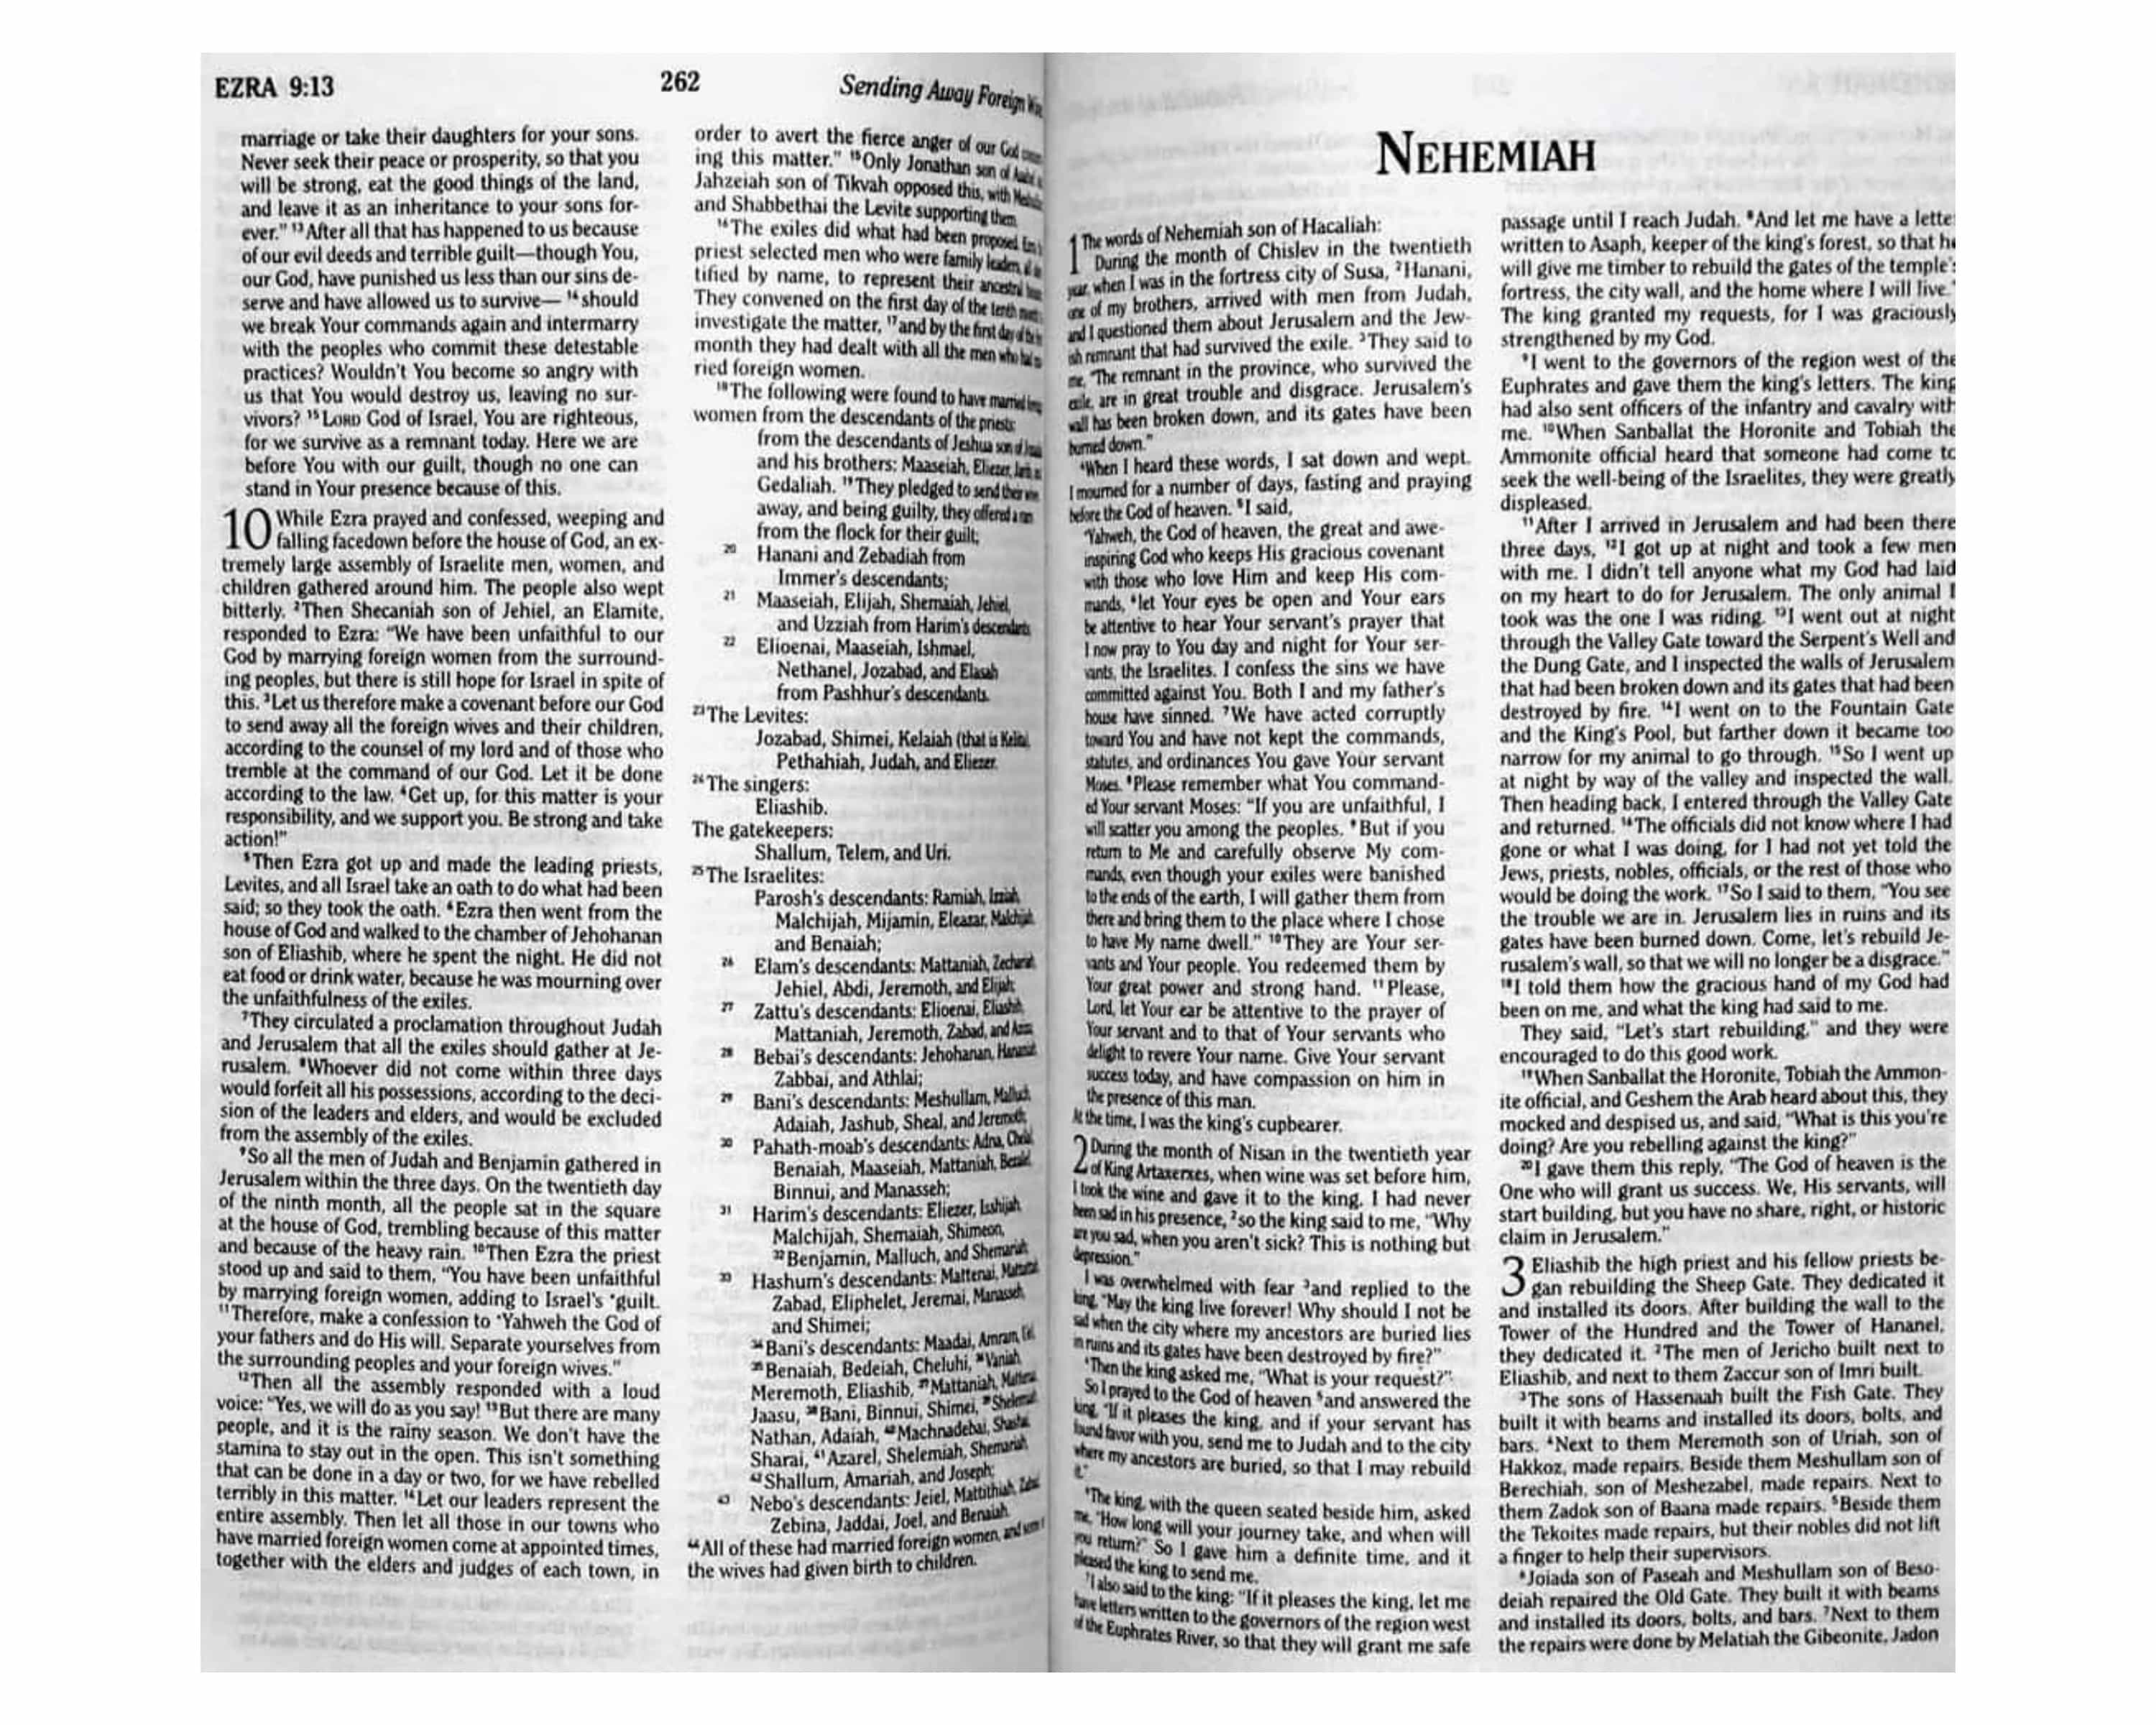 EZRA 9:13
262
Sending Away Foreign
marriage or take their daughters for your sons.
Never seek their peace or prosperity, so that you
will be strong, eat the good things of the land,
and leave it as an inheritance to your sons for-
ever.” 13After all that has happened to us because
of our evil deeds and terrible guilt—though You,
our God, have punished us less than our sins de-
serve and have allowed us to survive— 14should
we break Your commands again and intermarry
with the peoples who commit these detestable
practices? Wouldn't You become so angry with
us that You would destroy us, leaving no sur-
vivors? 15LORD God of Israel, You are righteous,
for we survive as a remnant today. Here we are
before You with our guilt, though no one can
stand in Your presence because of this.
10 While Ezra prayed and confessed, weeping and
falling facedown before the house of God, an ex-
tremely large assembly of Israelite men, women, and
children gathered around him. The people also wept
bitterly. 2Then Shecaniah son of Jehiel, an Elamite,
responded to Ezra: “We have been unfaithful to our
God by marrying foreign women from the surround-
ing peoples, but there is still hope for Israel in spite of
this. 3Let us therefore make a covenant before our God
to send away all the foreign wives and their children,
according to the counsel of my lord and of those who
tremble at the command of our God. Let it be done
according to the law. 4Get up, for this matter is your
responsibility, and we support you. Be strong and take
action!”
5Then Ezra got up and made the leading priests,
Levites, and all Israel take an oath to do what had been
said; so they took the oath. 6Ezra then went from the
house of God and walked to the chamber of Jehohanan
son of Eliashib, where he spent the night. He did not
eat food or drink water, because he was mourning over
the unfaithfulness of the exiles.
7They circulated a proclamation throughout Judah
and Jerusalem that all the exiles should gather at Je-
rusalem. 8Whoever did not come within three days
would forfeit all his possessions, according to the deci-
sion of the leaders and elders, and would be excluded
from the assembly of the exiles.
9So all the men of Judah and Benjamin gathered in
Jerusalem within the three days. On the twentieth day
of the ninth month, all the people sat in the square
at the house of God, trembling because of this matter
and because of the heavy rain. 10Then Ezra the priest
stood up and said to them, “You have been unfaithful
by marrying foreign women, adding to Israel's *guilt.
11Therefore, make a confession to *Yahweh the God of
your fathers and do His will. Separate yourselves from
the surrounding peoples and your foreign wives.”
12Then all the assembly responded with a loud
voice: “Yes, we will do as you say! 13But there are many
people, and it is the rainy season. We don't have the
stamina to stay out in the open. This isn't something
that can be done in a day or two, for we have rebelled
terribly in this matter. 14Let our leaders represent the
entire assembly. Then let all those in our towns who
have married foreign women come at appointed times,
together with the elders and judges of each town, in
order to avert the fierce anger of our God
ing this matter.” 15Only Jonathan son of
Jahzeiah son of Tikvah opposed this, with
and Shabbethai the Levite supporting them.
16The exiles did what had been proposed.
priest selected men who were family leaders,
tified by name, to represent their ancestral
They convened on the first day of the tenth
investigate the matter, 17and by the first day of the
month they had dealt with all the men who
ried foreign women.
18The following were found to have married
women from the descendants of the priests:
from the descendants of Jeshua son of
and his brothers: Maaseiah, Eliezer,
Gedaliah. 19They pledged to send their wives
away, and being guilty, they offered a ram
from the flock for their guilt;
20 Hanani and Zebadiah from
Immer's descendants;
21 Maaseiah, Elijah, Shemaiah, Jehiel,
and Uzziah from Harim's descendants;
22 Elioenai, Maaseiah, Ishmael,
Nethanel, Jozabad, and Elasah
from Pashhur's descendants.
23The Levites:
Jozabad, Shimei, Kelaiah (that is Kelita),
Pethahiah, Judah, and Eliezer.
24The singers:
Eliashib.
The gatekeepers:
Shallum, Telem, and Uri.
25The Israelites:
Parosh's descendants: Ramiah, Izziah,
Malchijah, Mijamin, Eleazar, Malchijah,
and Benaiah;
26 Elam's descendants: Mattaniah, Zechariah,
Jehiel, Abdi, Jeremoth, and Elijah;
27 Zattu's descendants: Elioenai, Eliashib,
Mattaniah, Jeremoth, Zabad, and Aziza;
28 Bebai's descendants: Jehohanan, Hananiah,
Zabbai, and Athlai;
29 Bani's descendants: Meshullam, Malluch,
Adaiah, Jashub, Sheal, and Jeremoth;
30 Pahath-moab's descendants: Adna, Chelal,
Benaiah, Maaseiah, Mattaniah, Bezalel,
Binnui, and Manasseh;
31 Harim's descendants: Eliezer, Isshijah,
Malchijah, Shemaiah, Shimeon,
32Benjamin, Malluch, and Shemariah;
33 Hashum's descendants: Mattenai, Mattattah,
Zabad, Eliphelet, Jeremai, Manasseh,
and Shimei;
34Bani's descendants: Maadai, Amram, Uel,
35Benaiah, Bedeiah, Cheluhi, 36Vaniah,
Meremoth, Eliashib, 37Mattaniah, Mattenai,
Jaasu, 38Bani, Binnui, Shimei, 39Shelemiah,
Nathan, Adaiah, 40Machnadebai, Shashai,
Sharai, 41Azarel, Shelemiah, Shemariah,
42Shallum, Amariah, and Joseph;
43 Nebo's descendants: Jeiel, Mattithiah, Zabad,
Zebina, Jaddai, Joel, and Benaiah.
44All of these had married foreign women, and some
the wives had given birth to children.
NEHEMIAH
1 The words of Nehemiah son of Hacaliah:
During the month of Chislev in the twentieth
year, when I was in the fortress city of Susa, 2Hanani,
one of my brothers, arrived with men from Judah,
and I questioned them about Jerusalem and the Jew-
ish remnant that had survived the exile. 3They said to
me, “The remnant in the province, who survived the
exile, are in great trouble and disgrace. Jerusalem's
wall has been broken down, and its gates have been
burned down.”
4When I heard these words, I sat down and wept.
I mourned for a number of days, fasting and praying
before the God of heaven. 5I said,
*Yahweh, the God of heaven, the great and awe-
inspiring God who keeps His gracious covenant
with those who love Him and keep His com-
mands, 6let Your eyes be open and Your ears
be attentive to hear Your servant's prayer that
I now pray to You day and night for Your ser-
vants, the Israelites. I confess the sins we have
committed against You. Both I and my father's
house have sinned. 7We have acted corruptly
toward You and have not kept the commands,
statutes, and ordinances You gave Your servant
Moses. 8Please remember what You command-
ed Your servant Moses: “If you are unfaithful, I
will scatter you among the peoples. 9But if you
return to Me and carefully observe My com-
mands, even though your exiles were banished
to the ends of the earth, I will gather them from
there and bring them to the place where I chose
to have My name dwell.” 10They are Your ser-
vants and Your people. You redeemed them by
Your great power and strong hand. 11Please,
Lord, let Your ear be attentive to the prayer of
Your servant and to that of Your servants who
delight to revere Your name. Give Your servant
success today, and have compassion on him in
the presence of this man.
At the time, I was the king's cupbearer.
2 During the month of Nisan in the twentieth year
of King Artaxerxes, when wine was set before him,
I took the wine and gave it to the king. I had never
been sad in his presence, 2so the king said to me, “Why
are you sad, when you aren't sick? This is nothing but
depression.”
I was overwhelmed with fear 3and replied to the
king, “May the king live forever! Why should I not be
sad when the city where my ancestors are buried lies
in ruins and its gates have been destroyed by fire?”
4Then the king asked me, “What is your request?”
So I prayed to the God of heaven 5and answered the
king, “If it pleases the king, and if your servant has
found favor with you, send me to Judah and to the city
where my ancestors are buried, so that I may rebuild
it.”
6The king, with the queen seated beside him, asked
me, “How long will your journey take, and when will
you return?” So I gave him a definite time, and it
pleased the king to send me.
7I also said to the king: “If it pleases the king, let me
have letters written to the governors of the region west
of the Euphrates River, so that they will grant me safe
passage until I reach Judah. 8And let me have a lette
written to Asaph, keeper of the king's forest, so that he
will give me timber to rebuild the gates of the temple's
fortress, the city wall, and the home where I will live.”
The king granted my requests, for I was graciously
strengthened by my God.
9I went to the governors of the region west of the
Euphrates and gave them the king's letters. The king
had also sent officers of the infantry and cavalry with
me. 10When Sanballat the Horonite and Tobiah the
Ammonite official heard that someone had come to
seek the well-being of the Israelites, they were greatly
displeased.
11After I arrived in Jerusalem and had been there
three days, 12I got up at night and took a few men
with me. I didn't tell anyone what my God had laid
on my heart to do for Jerusalem. The only animal I
took was the one I was riding. 13I went out at night
through the Valley Gate toward the Serpent's Well and
the Dung Gate, and I inspected the walls of Jerusalem
that had been broken down and its gates that had been
destroyed by fire. 14I went on to the Fountain Gate
and the King's Pool, but farther down it became too
narrow for my animal to go through. 15So I went up
at night by way of the valley and inspected the wall.
Then heading back, I entered through the Valley Gate
and returned. 16The officials did not know where I had
gone or what I was doing, for I had not yet told the
Jews, priests, nobles, officials, or the rest of those who
would be doing the work. 17So I said to them, “You see
the trouble we are in. Jerusalem lies in ruins and its
gates have been burned down. Come, let's rebuild Je-
rusalem's wall, so that we will no longer be a disgrace.”
18I told them how the gracious hand of my God had
been on me, and what the king had said to me.
They said, “Let's start rebuilding,” and they were
encouraged to do this good work.
19When Sanballat the Horonite, Tobiah the Ammon-
ite official, and Geshem the Arab heard about this, they
mocked and despised us, and said, “What is this you're
doing? Are you rebelling against the king?”
20I gave them this reply, “The God of heaven is the
One who will grant us success. We, His servants, will
start building, but you have no share, right, or historic
claim in Jerusalem.”
3 Eliashib the high priest and his fellow priests be-
gan rebuilding the Sheep Gate. They dedicated it
and installed its doors. After building the wall to the
Tower of the Hundred and the Tower of Hananel,
they dedicated it. 2The men of Jericho built next to
Eliashib, and next to them Zaccur son of Imri built.
3The sons of Hassenaah built the Fish Gate. They
built it with beams and installed its doors, bolts, and
bars. 4Next to them Meremoth son of Uriah, son of
Hakkoz, made repairs. Beside them Meshullam son of
Berechiah, son of Meshezabel, made repairs. Next to
them Zadok son of Baana made repairs. 5Beside them
the Tekoites made repairs, but their nobles did not lift
a finger to help their supervisors.
6Joiada son of Paseah and Meshullam son of Beso-
deiah repaired the Old Gate. They built it with beams
and installed its doors, bolts, and bars. 7Next to them
the repairs were done by Melatiah the Gibeonite, Jadon